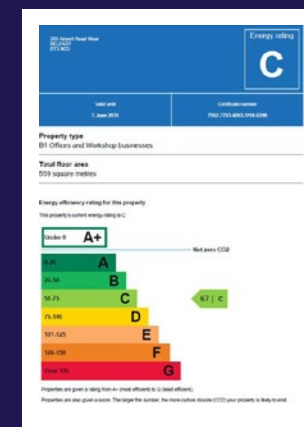 Airport Road West
BELFAST
Energy rating
C
Valid until
Certificate number
Property type
B1 Offices and Workshop businesses
Total floor area
559 square metres
Energy efficiency rating for this property
This property's current energy rating is C.
Under 0 A+
Net zero CO2
0-25 A
26-50 B
51-75 C
67 | C
76-100 D
101-125 E
126-150 F
Over 150 G
Properties are given a rating from A+ (most efficient) to G (least efficient).
Properties are also given a score. The larger the number, the more carbon dioxide (CO2) your property is likely to emit.